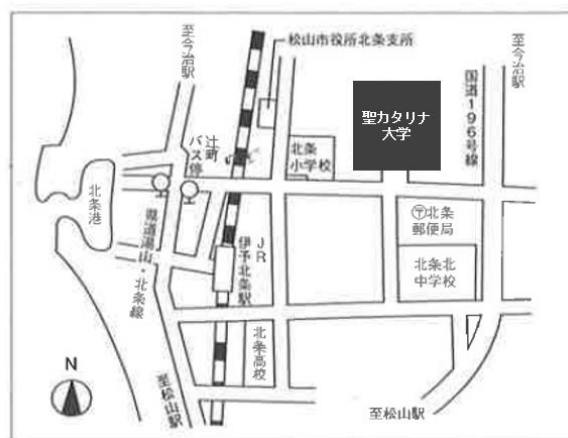 至今治駅
松山市役所北条支所
至今治駅
国道196号線
聖カタリナ
大学
辻町
バス停
北条
小学校
北条港
〒北条
郵便局
県道湯山・北条線
JR
伊予北条駅
北条北
中学校
北条高校
N
至松山駅
至松山駅